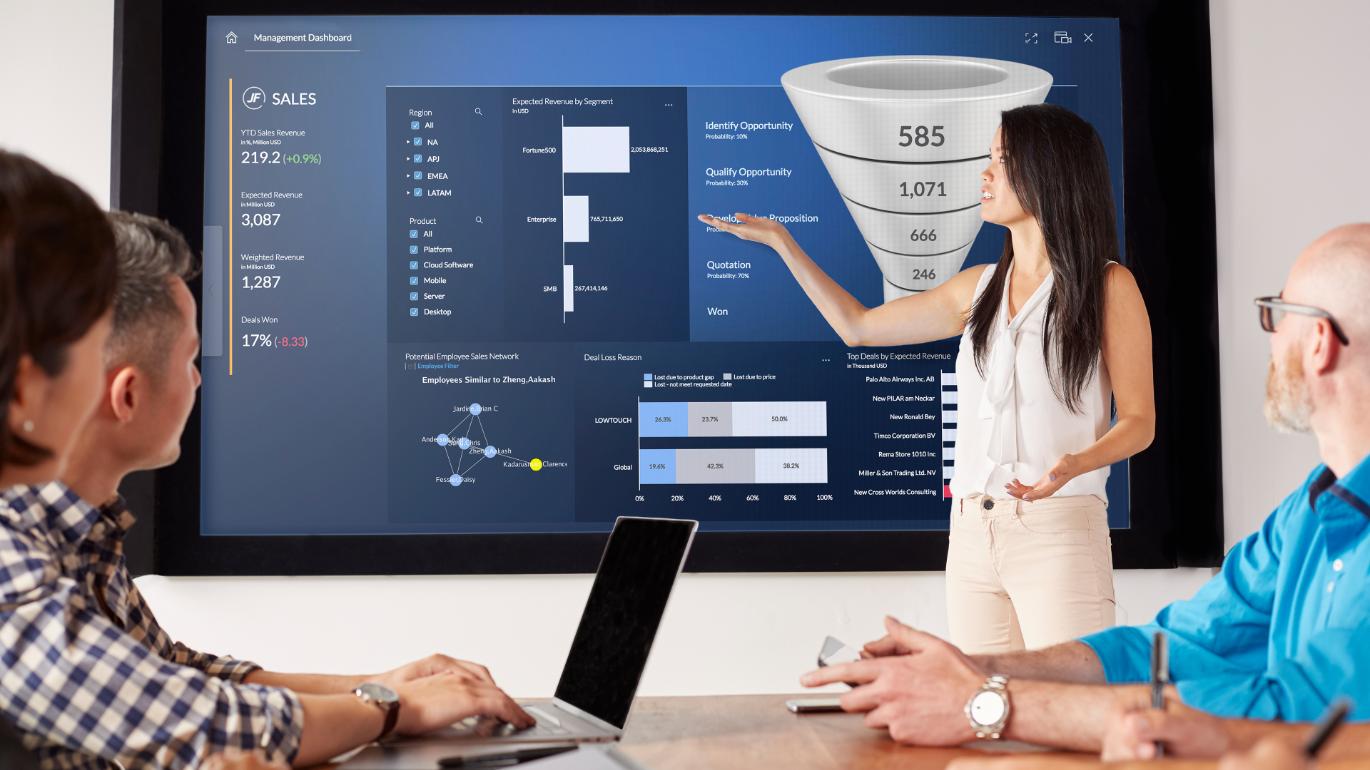 Management Dashboard
JF SALES
YTD Sales Revenue
in %, Million USD
219.2 (+0.9%)
Expected Revenue
in Million USD
3,087
Weighted Revenue
in Million USD
1,287
Deals Won
17% (-8.33)
Region
All
NA
APJ
EMEA
LATAM
Product
All
Platform
Cloud Software
Mobile
Server
Desktop
Expected Revenue by Segment
in USD
Fortune500 2,053,868,251
Enterprise 765,711,650
SMB 267,414,146
Identify Opportunity
Probability: 10%
Qualify Opportunity
Probability: 30%
Proposition
Quotation
Probability: 70%
Won
585
1,071
666
246
Potential Employee Sales Network
Employee Filter
Employees Similar to Zheng,Aakash
Zheng,Aakash
Clarence
Deal Loss Reason
Lost due to product gap Lost due to price
Lost - not meet requested date
LOWTOUCH 26.3% 23.7% 50.0%
Global 19.6% 42.3% 38.2%
0% 20% 40% 60% 80% 100%
Top Deals by Expected Revenue
in Thousand USD
Palo Alto Airways Inc. AB
New PILAR am Neckar
New Ronald Bey
Timco Corporation BV
Rema Store 1010 Inc
Miller & Son Trading Ltd. NV
New Cross Worlds Consulting